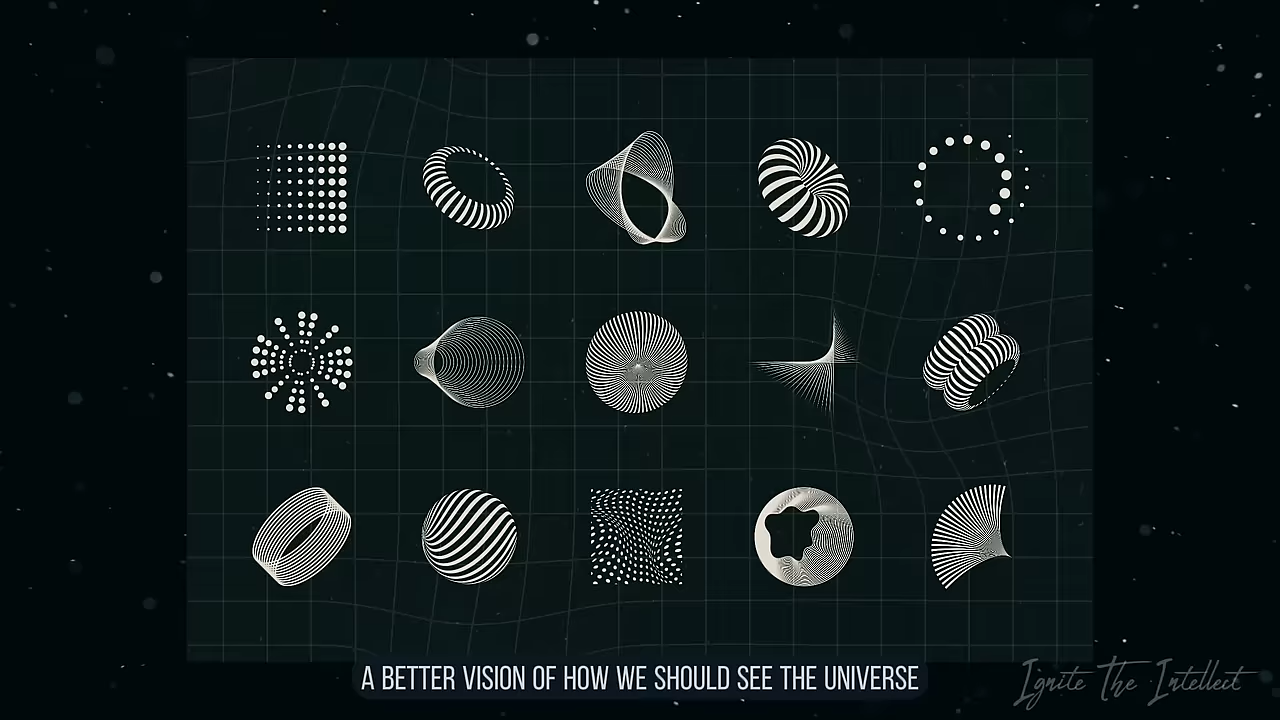 A BETTER VISION OF HOW WE SHOULD SEE THE UNIVERSE
Ignite The Intellect